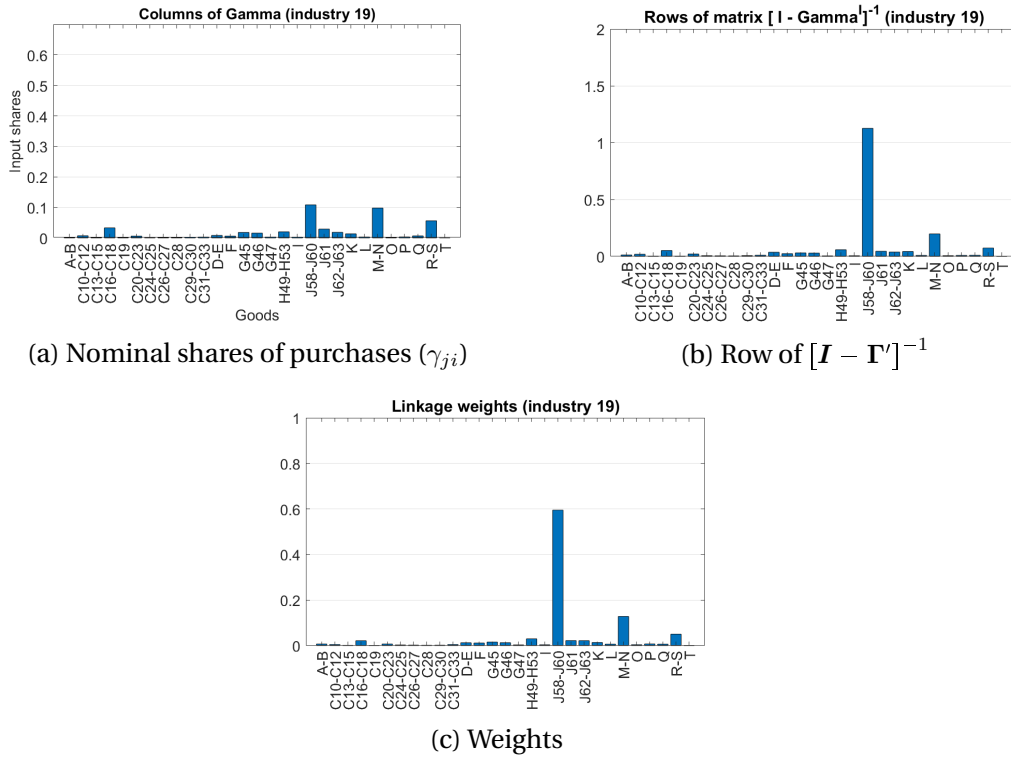 Columns of Gamma (industry 19)
Input shares
0.6
0.5
0.4
0.3
0.2
0.1
0
A-B
C10-C12
C13-C15
C16-C18
C19
C20-C23
C24-C25
C26-C27
C28
C29-C30
C31-C33
D-E
F
G45
G46
G47
H49-H53
I
J58-J60
J61
J62-J63
K
L
M-N
O
P
Q
R-S
T
Goods
(a) Nominal shares of purchases (γji)
Rows of matrix [ I - Gamma^I]^-1 (industry 19)
2
1.5
1
0.5
0
A-B
C10-C12
C13-C15
C16-C18
C19
C20-C23
C24-C25
C26-C27
C28
C29-C30
C31-C33
D-E
F
G45
G46
G47
H49-H53
I
J58-J60
J61
J62-J63
K
L
M-N
O
P
Q
R-S
T
(b) Row of [I − Γ′]−1
Linkage weights (industry 19)
1
0.8
0.6
0.4
0.2
0
A-B
C10-C12
C13-C15
C16-C18
C19
C20-C23
C24-C25
C26-C27
C28
C29-C30
C31-C33
D-E
F
G45
G46
G47
H49-H53
I
J58-J60
J61
J62-J63
K
L
M-N
O
P
Q
R-S
T
(c) Weights